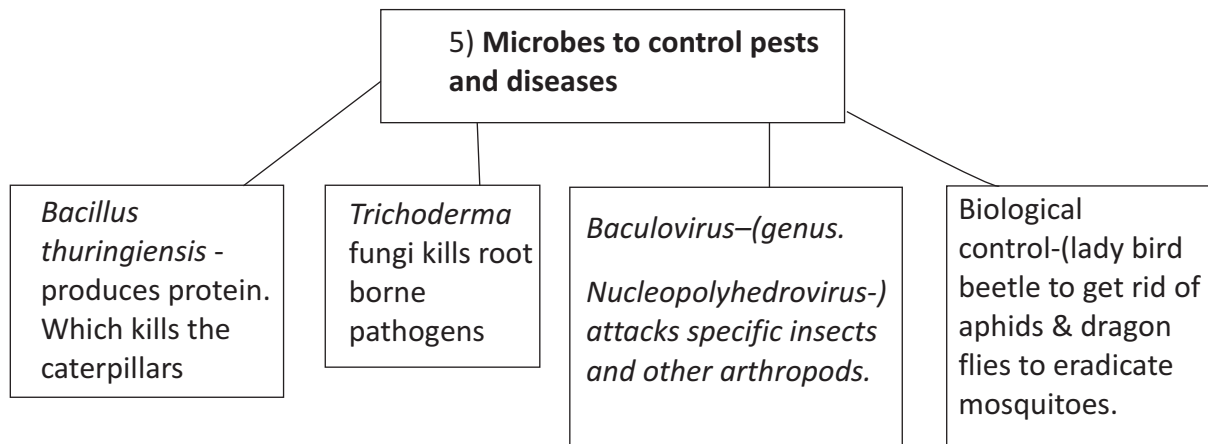 5) Microbes to control pests
and diseases
Bacillus
thuringiensis -
produces protein.
Which kills the
caterpillars
Trichoderma
fungi kills root
borne
pathogens
Baculovirus–(genus.
Nucleopolyhedrovirus-)
attacks specific insects
and other arthropods.
Biological
control-(lady bird
beetle to get rid of
aphids & dragon
flies to eradicate
mosquitoes.